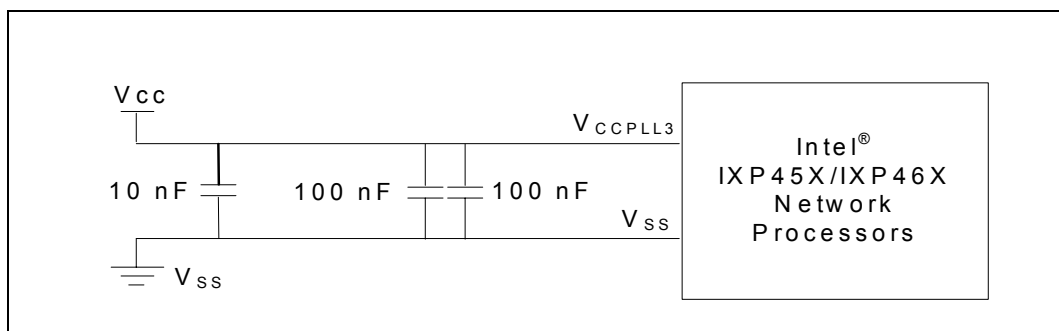 Vcc
VCCPLL3
10 nF
100 nF
100 nF
VSS
VSS
Intel®
IXP45X/IXP46X
Network
Processors